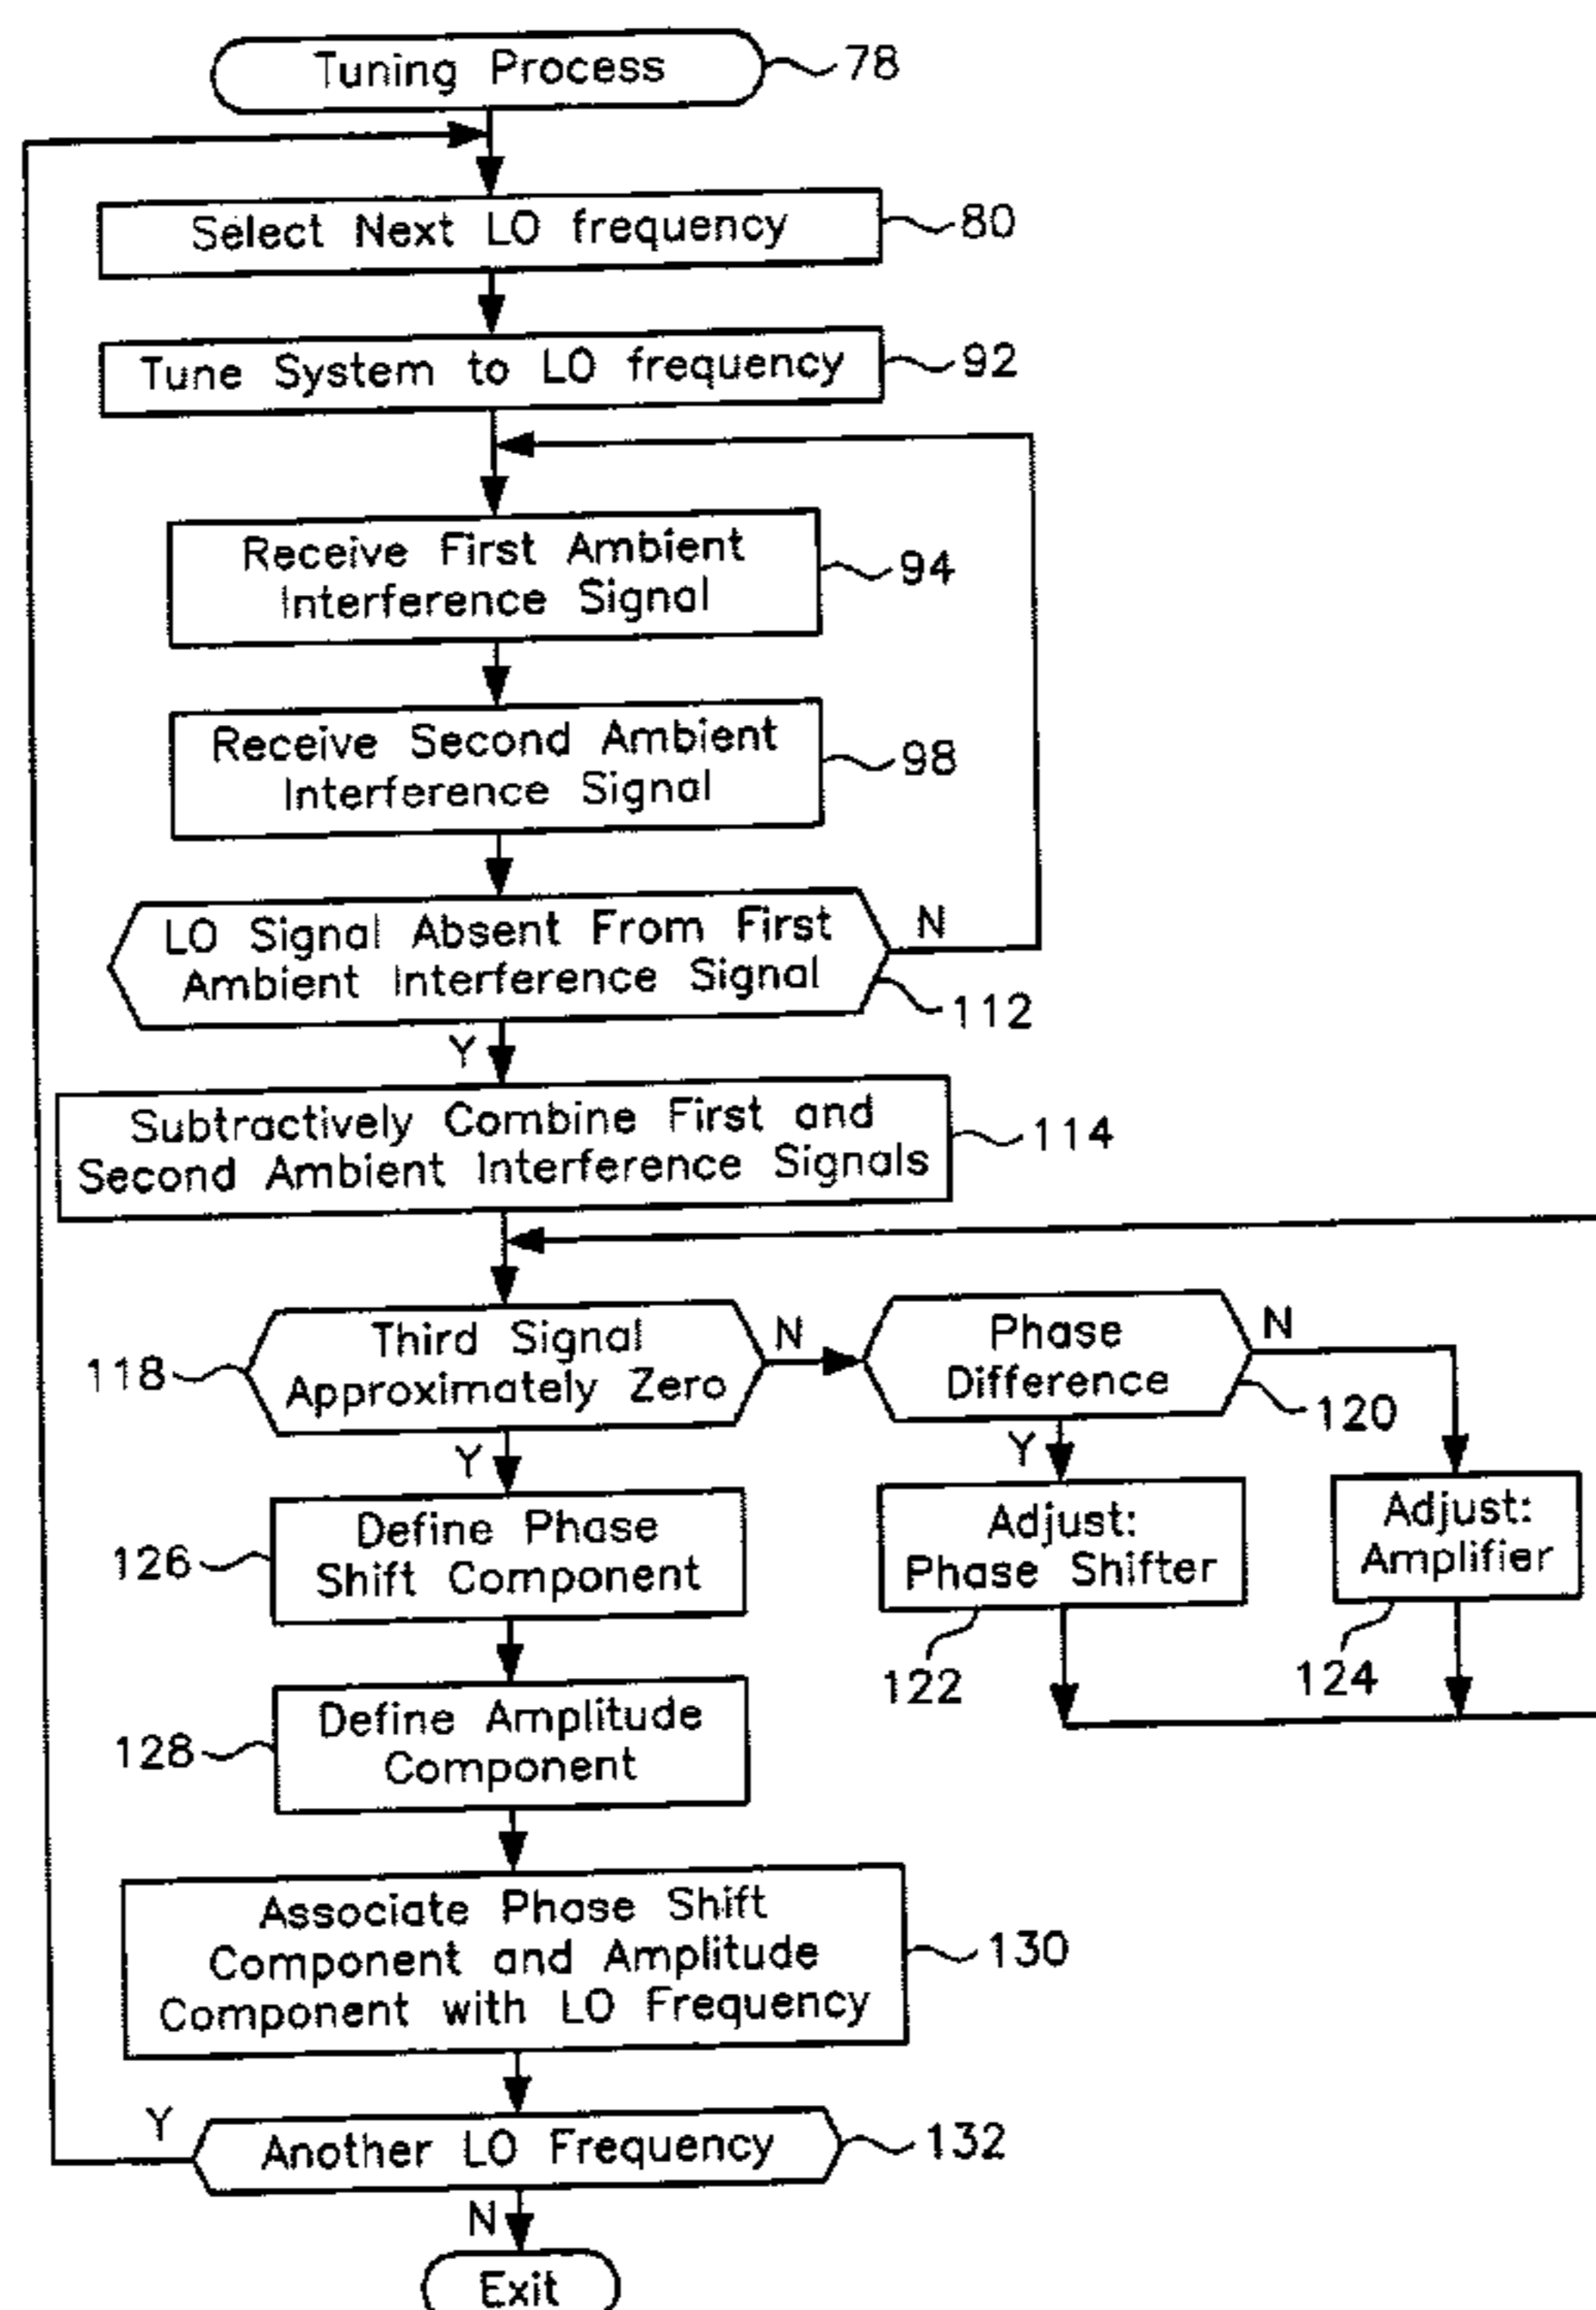 Tuning Process
78
Select Next LO frequency
80
Tune System to LO frequency
92
Receive First Ambient
Interference Signal
94
Receive Second Ambient
Interference Signal
98
LO Signal Absent From First
Ambient Interference Signal
N
112
Y
Subtractively Combine First and
Second Ambient Interference Signals
114
118
Third Signal
Approximately Zero
N
Phase
Difference
N
120
Y
Y
126
Define Phase
Shift Component
Adjust:
Phase Shifter
122
Adjust:
Amplifier
124
128
Define Amplitude
Component
Associate Phase Shift
Component and Amplitude
Component with LO Frequency
130
Y
Another LO Frequency
132
N
Exit